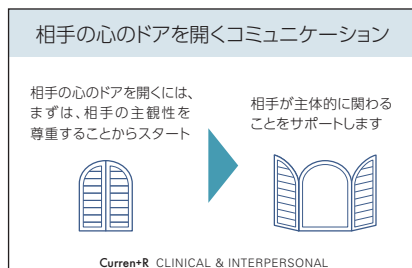 相手の心のドアを開くコミュニケーション
相手の心のドアを開くには、
まずは、相手の主観性を
尊重することからスタート
相手が主体的に関わる
ことをサポートします
Curren+R CLINICAL & INTERPERSONAL